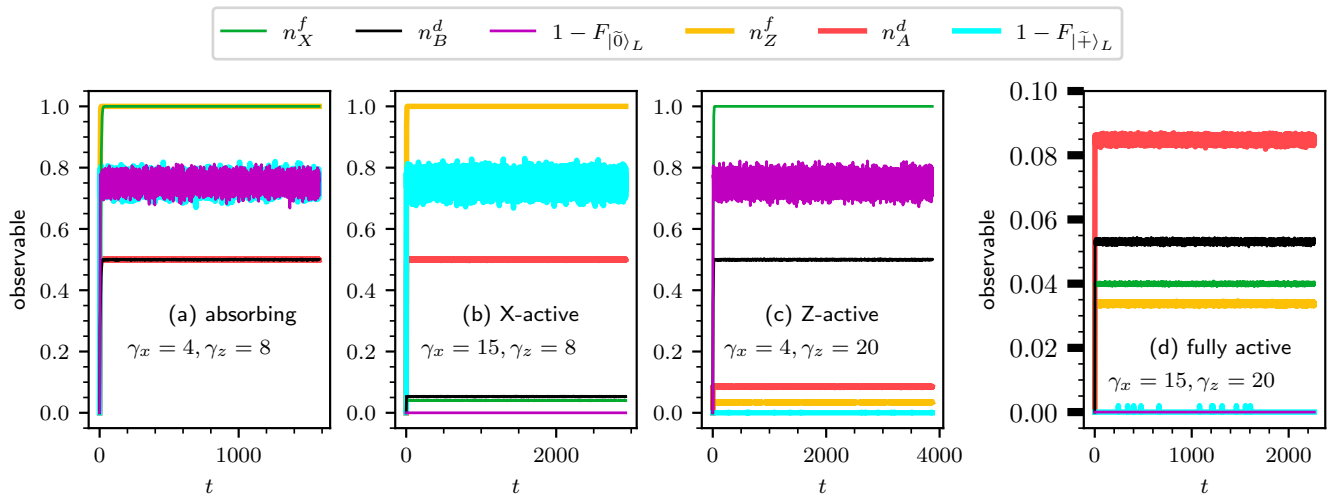 n_X^f n_B^d 1 − F_{|0̃⟩_L} n_Z^f n_A^d 1 − F_{|+̃⟩_L}
observable
1.0
0.8
0.6
0.4
0.2
0.0
(a) absorbing
γ_x = 4, γ_z = 8
0
1000
t
1.0
0.8
0.6
0.4
0.2
0.0
(b) X-active
γ_x = 15, γ_z = 8
0
2000
t
1.0
0.8
0.6
0.4
0.2
0.0
(c) Z-active
γ_x = 4, γ_z = 20
0
2000
4000
t
observable
0.10
0.08
0.06
0.04
0.02
0.00
(d) fully active
γ_x = 15, γ_z = 20
0
1000
2000
t